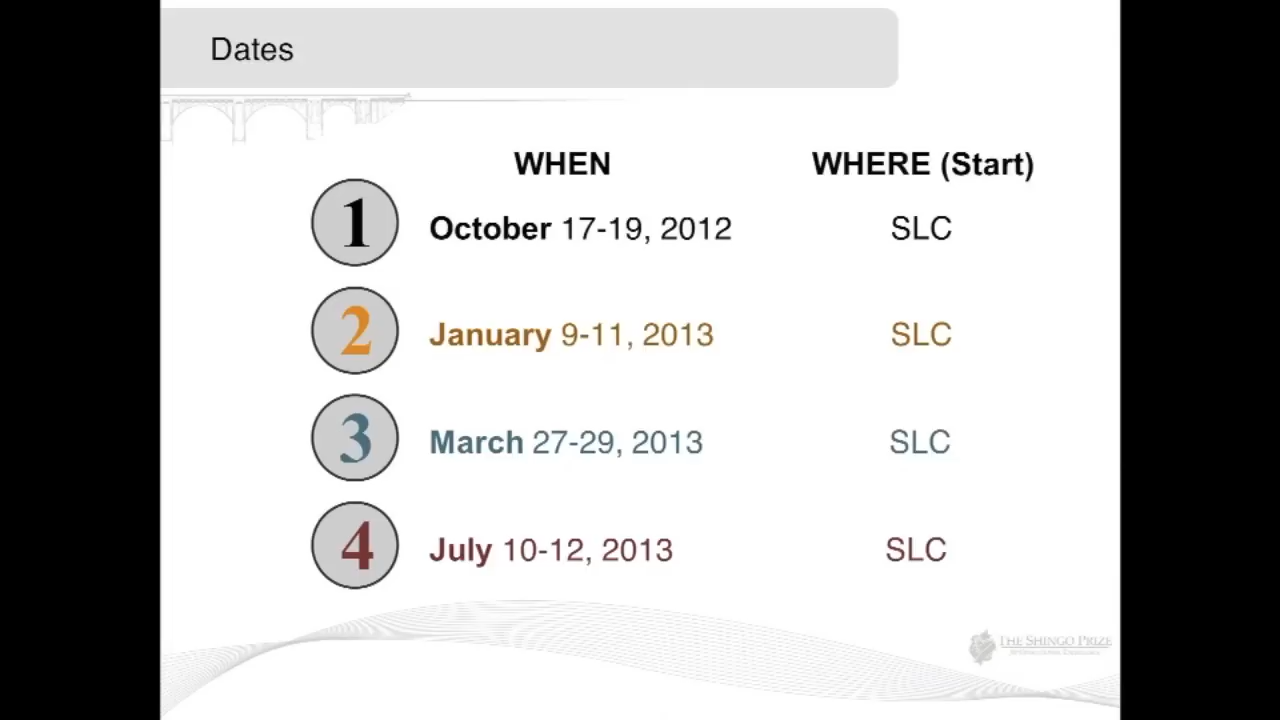 Dates
WHEN WHERE (Start)
1 October 17-19, 2012 SLC
2 January 9-11, 2013 SLC
3 March 27-29, 2013 SLC
4 July 10-12, 2013 SLC
THE SHINGO PRIZE